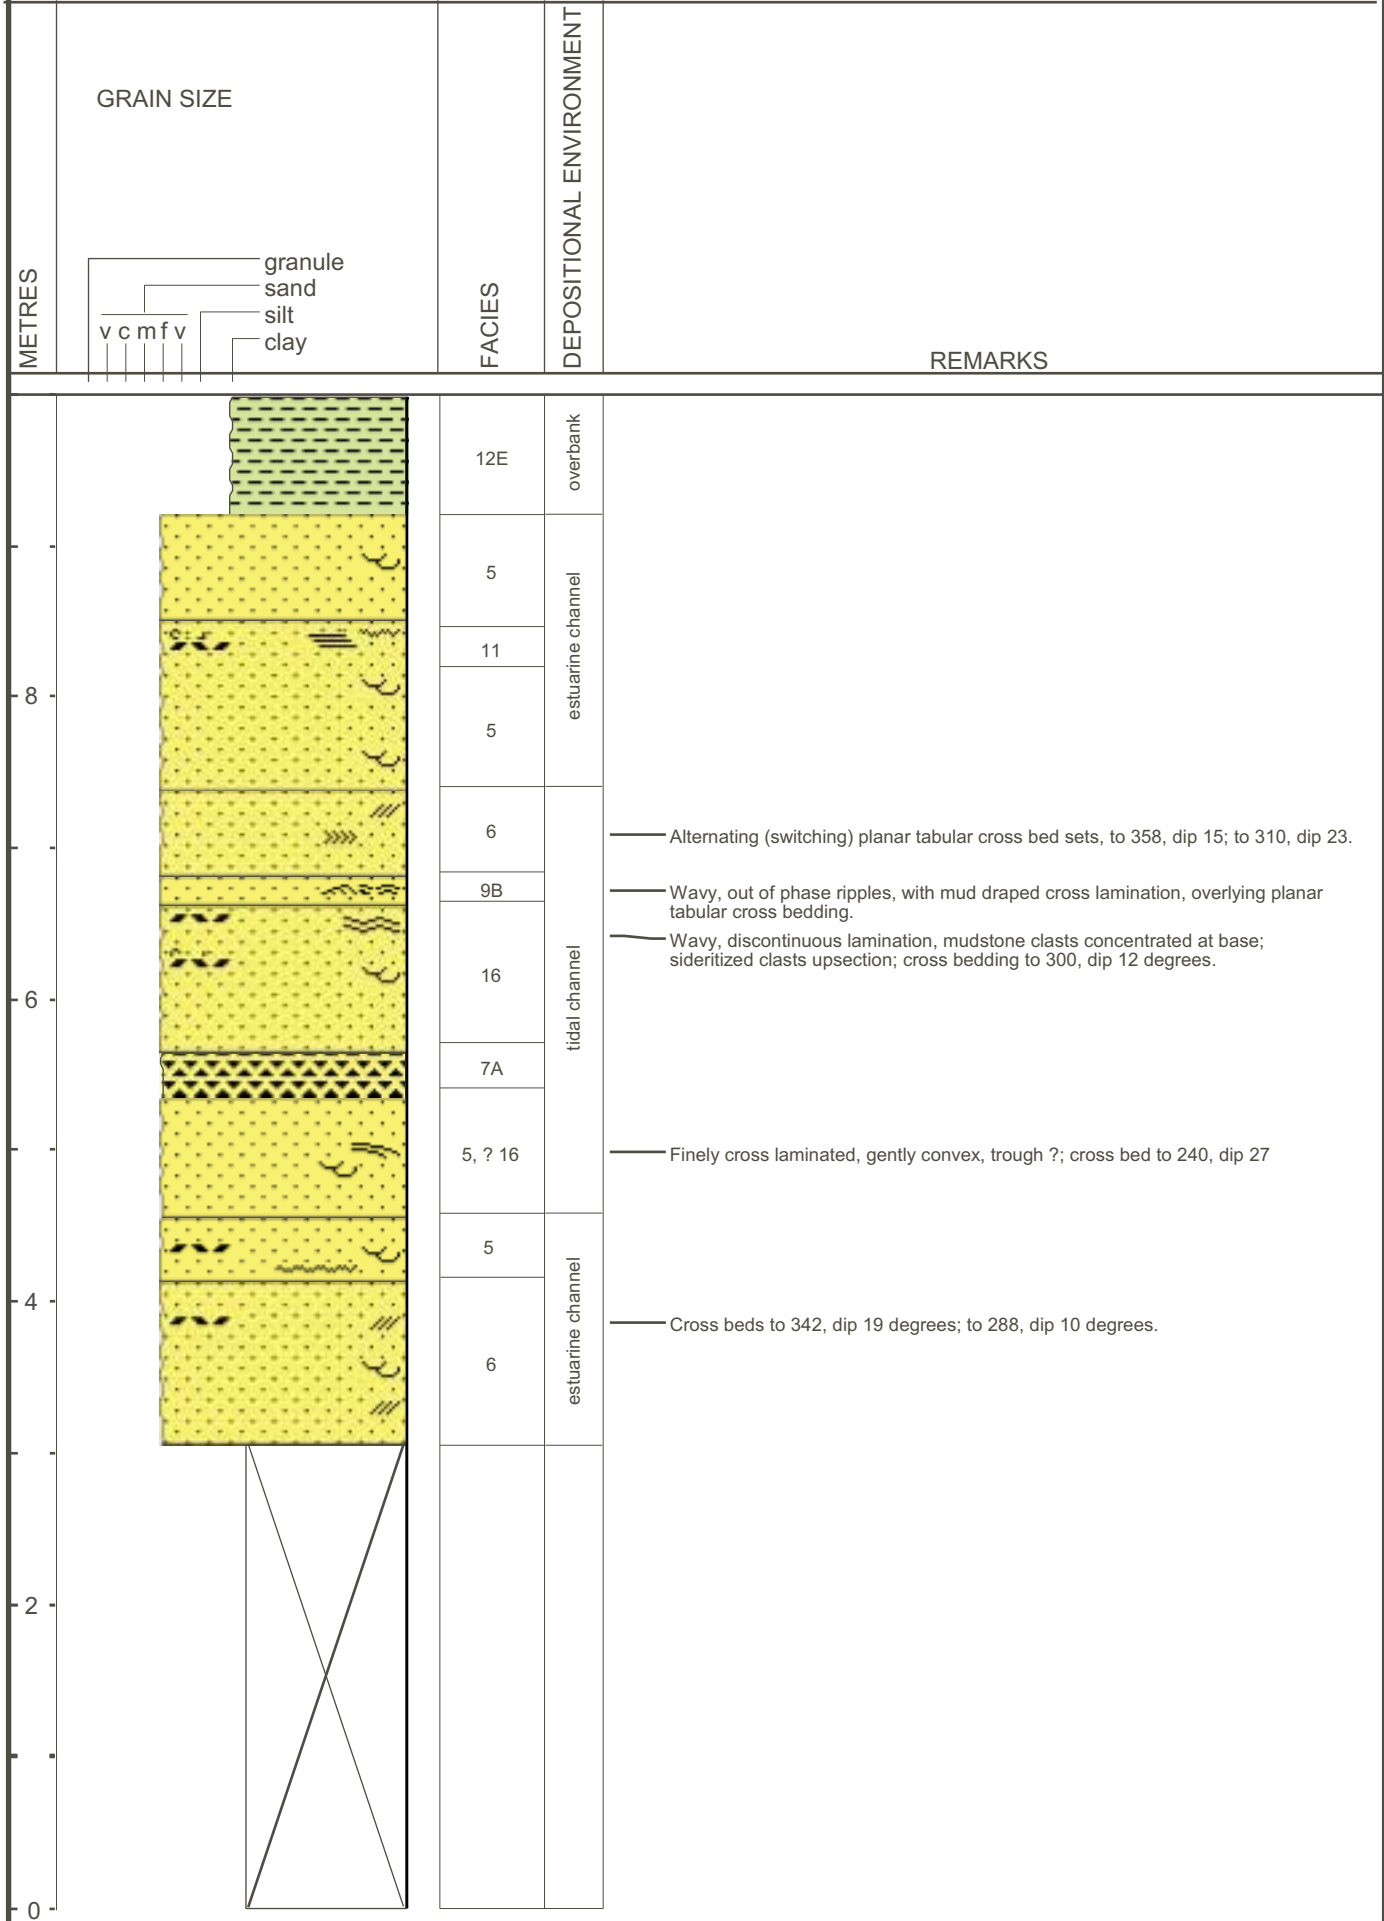 GRAIN SIZE
granule
sand
silt
clay
v c m f v
METRES
FACIES
DEPOSITIONAL ENVIRONMENT
REMARKS
12E
overbank
5
estuarine channel
11
8
5
6
tidal channel
Alternating (switching) planar tabular cross bed sets, to 358, dip 15; to 310, dip 23.
9B
Wavy, out of phase ripples, with mud draped cross lamination, overlying planar
tabular cross bedding.
Wavy, discontinuous lamination, mudstone clasts concentrated at base;
sideritized clasts upsection; cross bedding to 300, dip 12 degrees.
16
6
7A
5, ? 16
Finely cross laminated, gently convex, trough ?; cross bed to 240, dip 27
5
estuarine channel
4
Cross beds to 342, dip 19 degrees; to 288, dip 10 degrees.
6
2
0